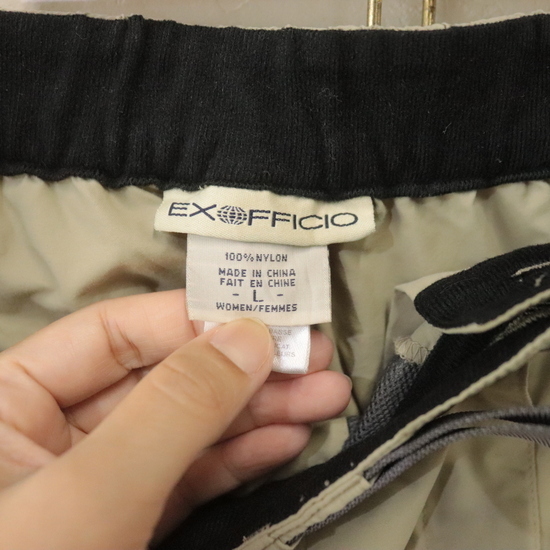 EXOFFICIO
100% NYLON
MADE IN CHINA
FAIT EN CHINE
- L -
WOMEN/FEMMES